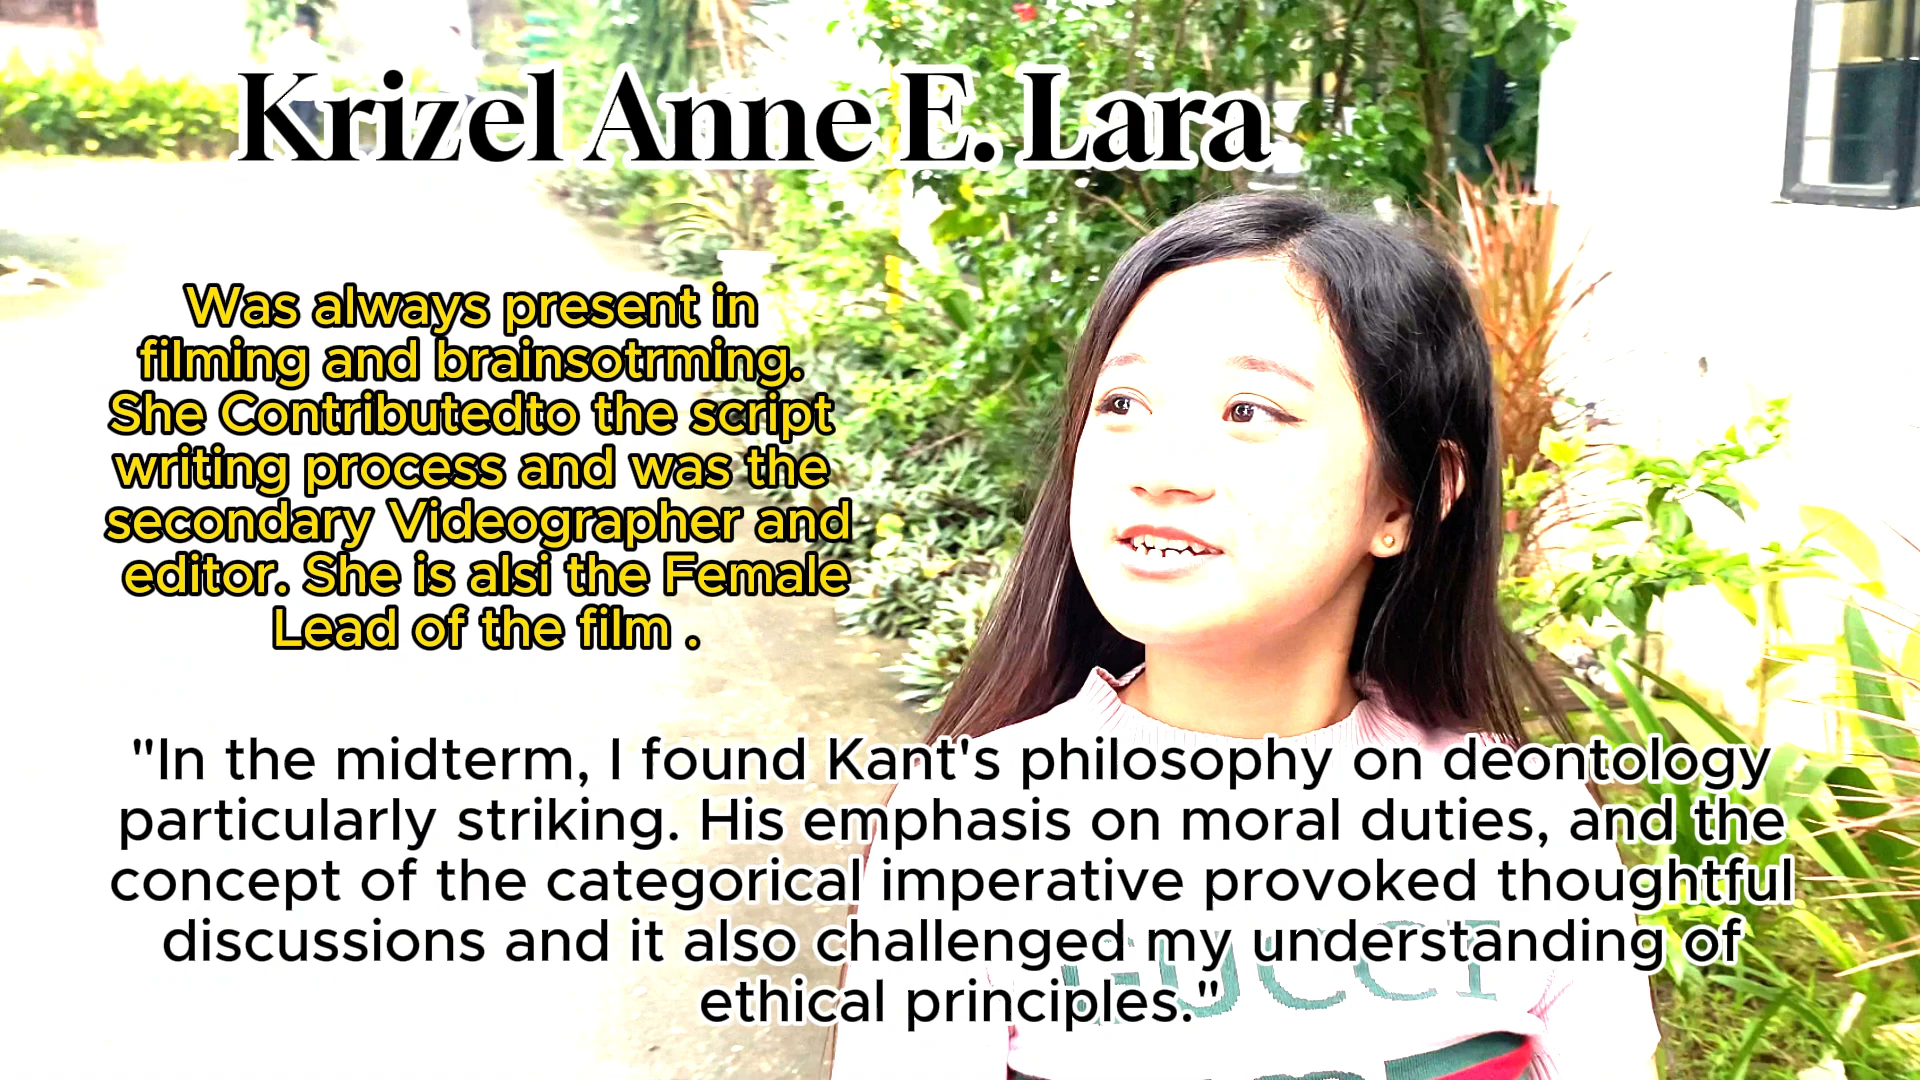 Krizel Anne E. Lara
Was always present in
filming and brainsotrming.
She Contributedto the script
writing process and was the
secondary Videographer and
editor. She is alsi the Female
Lead of the film .
"In the midterm, I found Kant's philosophy on deontology
particularly striking. His emphasis on moral duties, and the
concept of the categorical imperative provoked thoughtful
discussions and it also challenged my understanding of
ethical principles."
GUCCI